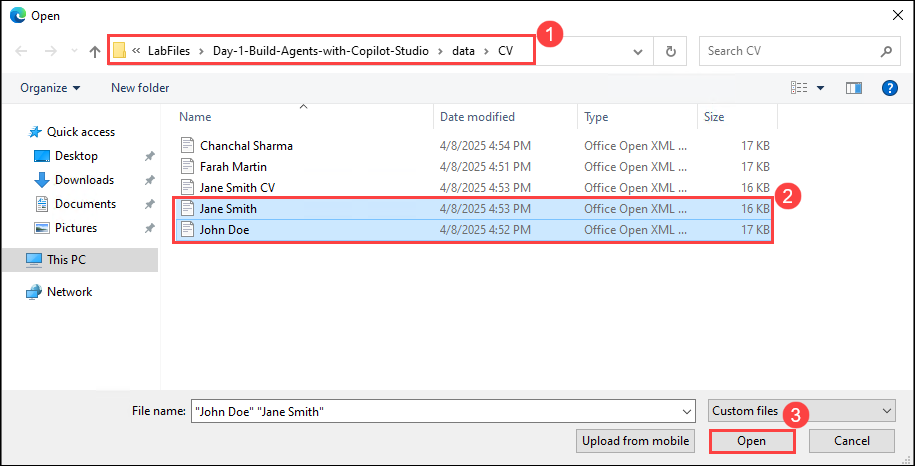 Open
1
« LabFiles > Day-1-Build-Agents-with-Copilot-Studio > data > CV
Search CV
Organize
New folder
?
Name
Date modified
Type
Size
Quick access
Desktop
Downloads
Documents
Pictures
This PC
Network
Chanchal Sharma 4/8/2025 4:54 PM Office Open XML ... 17 KB
Farah Martin 4/8/2025 4:51 PM Office Open XML ... 17 KB
Jane Smith CV 4/8/2025 4:53 PM Office Open XML ... 16 KB
Jane Smith 4/8/2025 4:53 PM Office Open XML ... 16 KB
2
John Doe 4/8/2025 4:52 PM Office Open XML ... 17 KB
File name: "John Doe" "Jane Smith"
Custom files
3
Upload from mobile
Open
Cancel